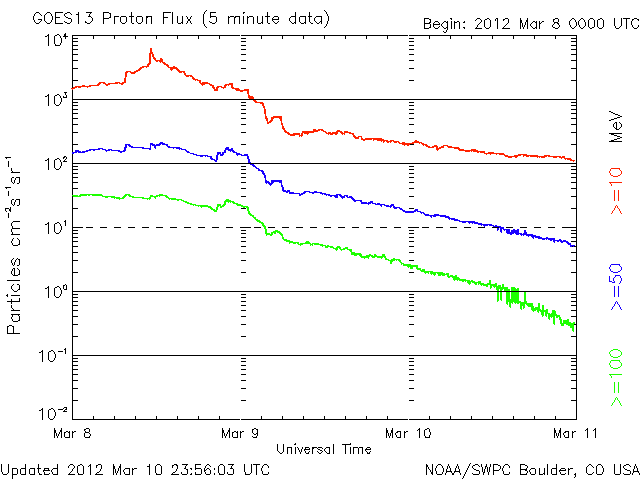 GOES13 Proton Flux (5 minute data)
Begin: 2012 Mar 8 0000 UTC
Particles cm⁻²s⁻¹sr⁻¹
10⁴
10³
10²
10¹
10⁰
10⁻¹
10⁻²
Mar 8
Mar 9
Mar 10
Mar 11
Universal Time
MeV
>=10
>=50
>=100
Updated 2012 Mar 10 23:56:03 UTC
NOAA/SWPC Boulder, CO USA